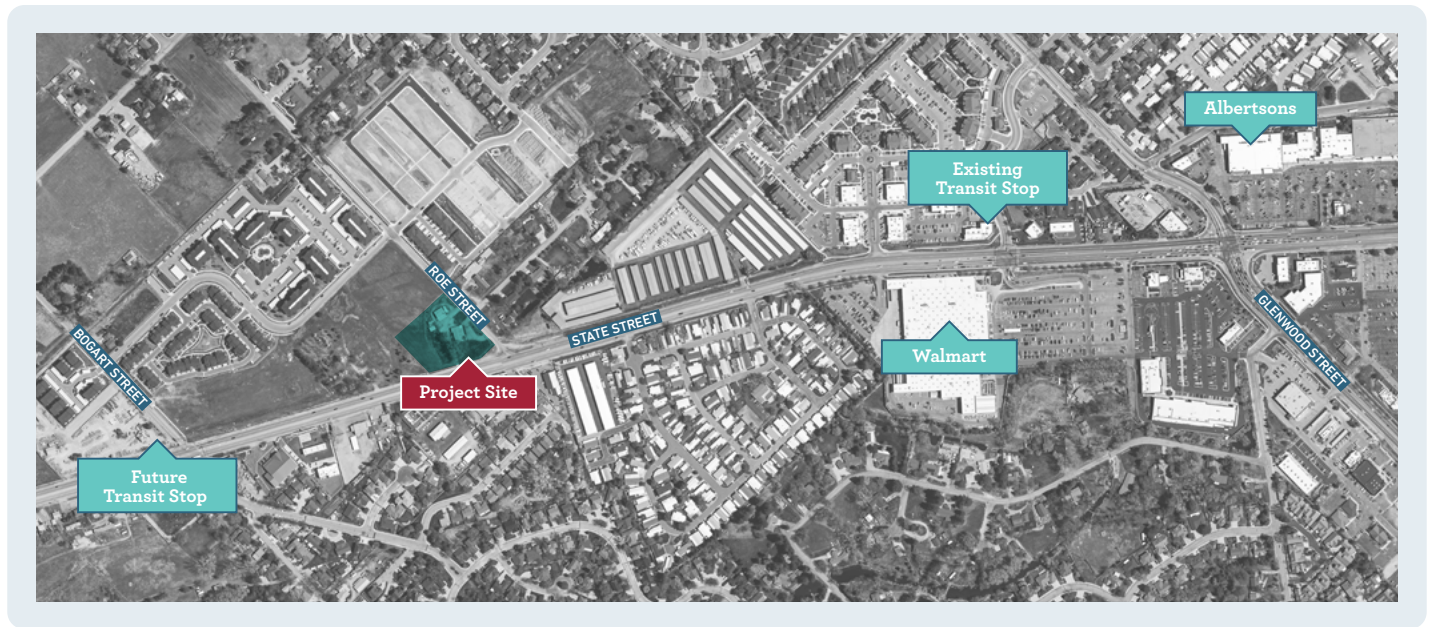 Albertsons
Existing
Transit Stop
ROE STREET
STATE STREET
GLENWOOD STREET
BOGART STREET
Walmart
Project Site
Future
Transit Stop